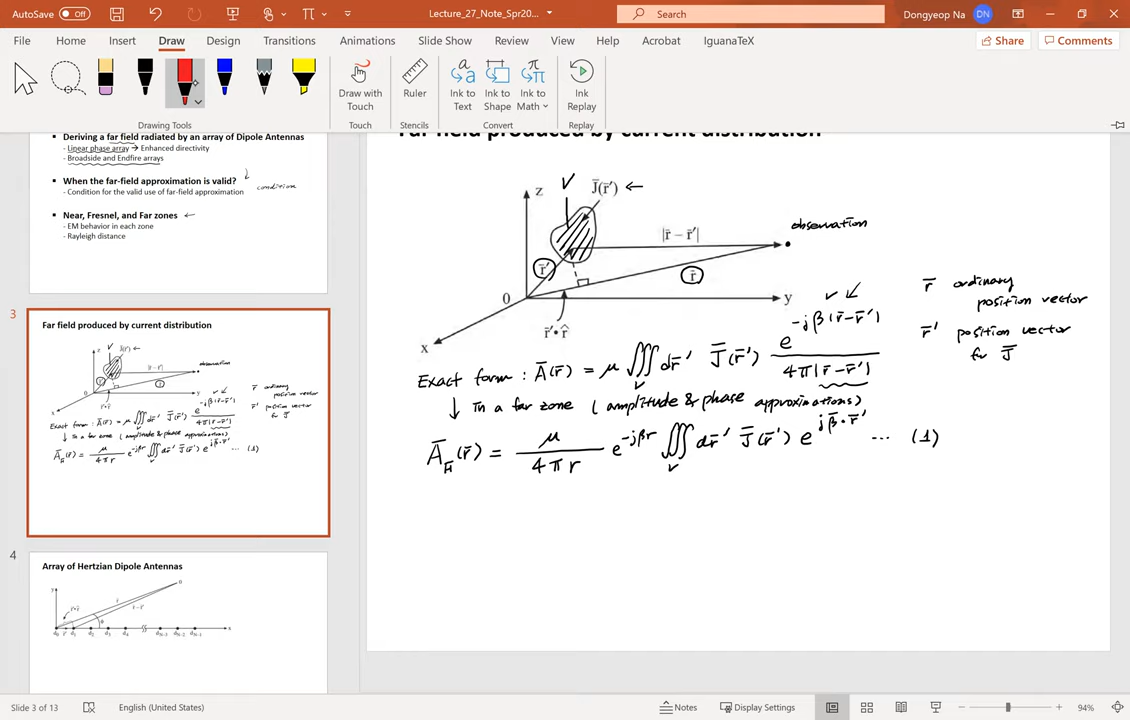 AutoSave Off Lecture_27_Note_Spr20... Search Dongyeop Na DN
File Home Insert Draw Design Transitions Animations Slide Show Review View Help Acrobat IguanaTeX Share Comments
Draw with Touch Ruler Ink to Text Ink to Shape Ink to Math Ink Replay
Drawing Tools Touch Stencils Convert Replay
Deriving a far field radiated by an array of Dipole Antennas
- Linear phase array → Enhanced directivity
- Broadside and Endfire arrays
When the far-field approximation is valid?
- Condition for the valid use of far-field approximation
condition
Near, Fresnel, and Far zones ←
- EM behavior in each zone
- Rayleigh distance
3
Far field produced by current distribution
4
Array of Hertzian Dipole Antennas
Far field produced by current distribution
z V J̄(r̄') ←
observation
|r̄ − r̄'|
r̄'
r̄
0 y
r̄'•r̂
x
r̄ ordinary
position vector
r̄' position vector
for J̄
Exact form : Ā(r̄) = μ ∭_V dr̄' J̄(r̄') e^{-jβ|r̄-r̄'|} / 4π|r̄-r̄'|
↓ In a far zone (amplitude & phase approximations)
Ā_ff(r̄) = μ / 4πr e^{-jβr} ∭_V dr̄' J̄(r̄') e^{jβ̄•r̄'} ... (1)
Slide 3 of 13 English (United States) Notes Display Settings 94%